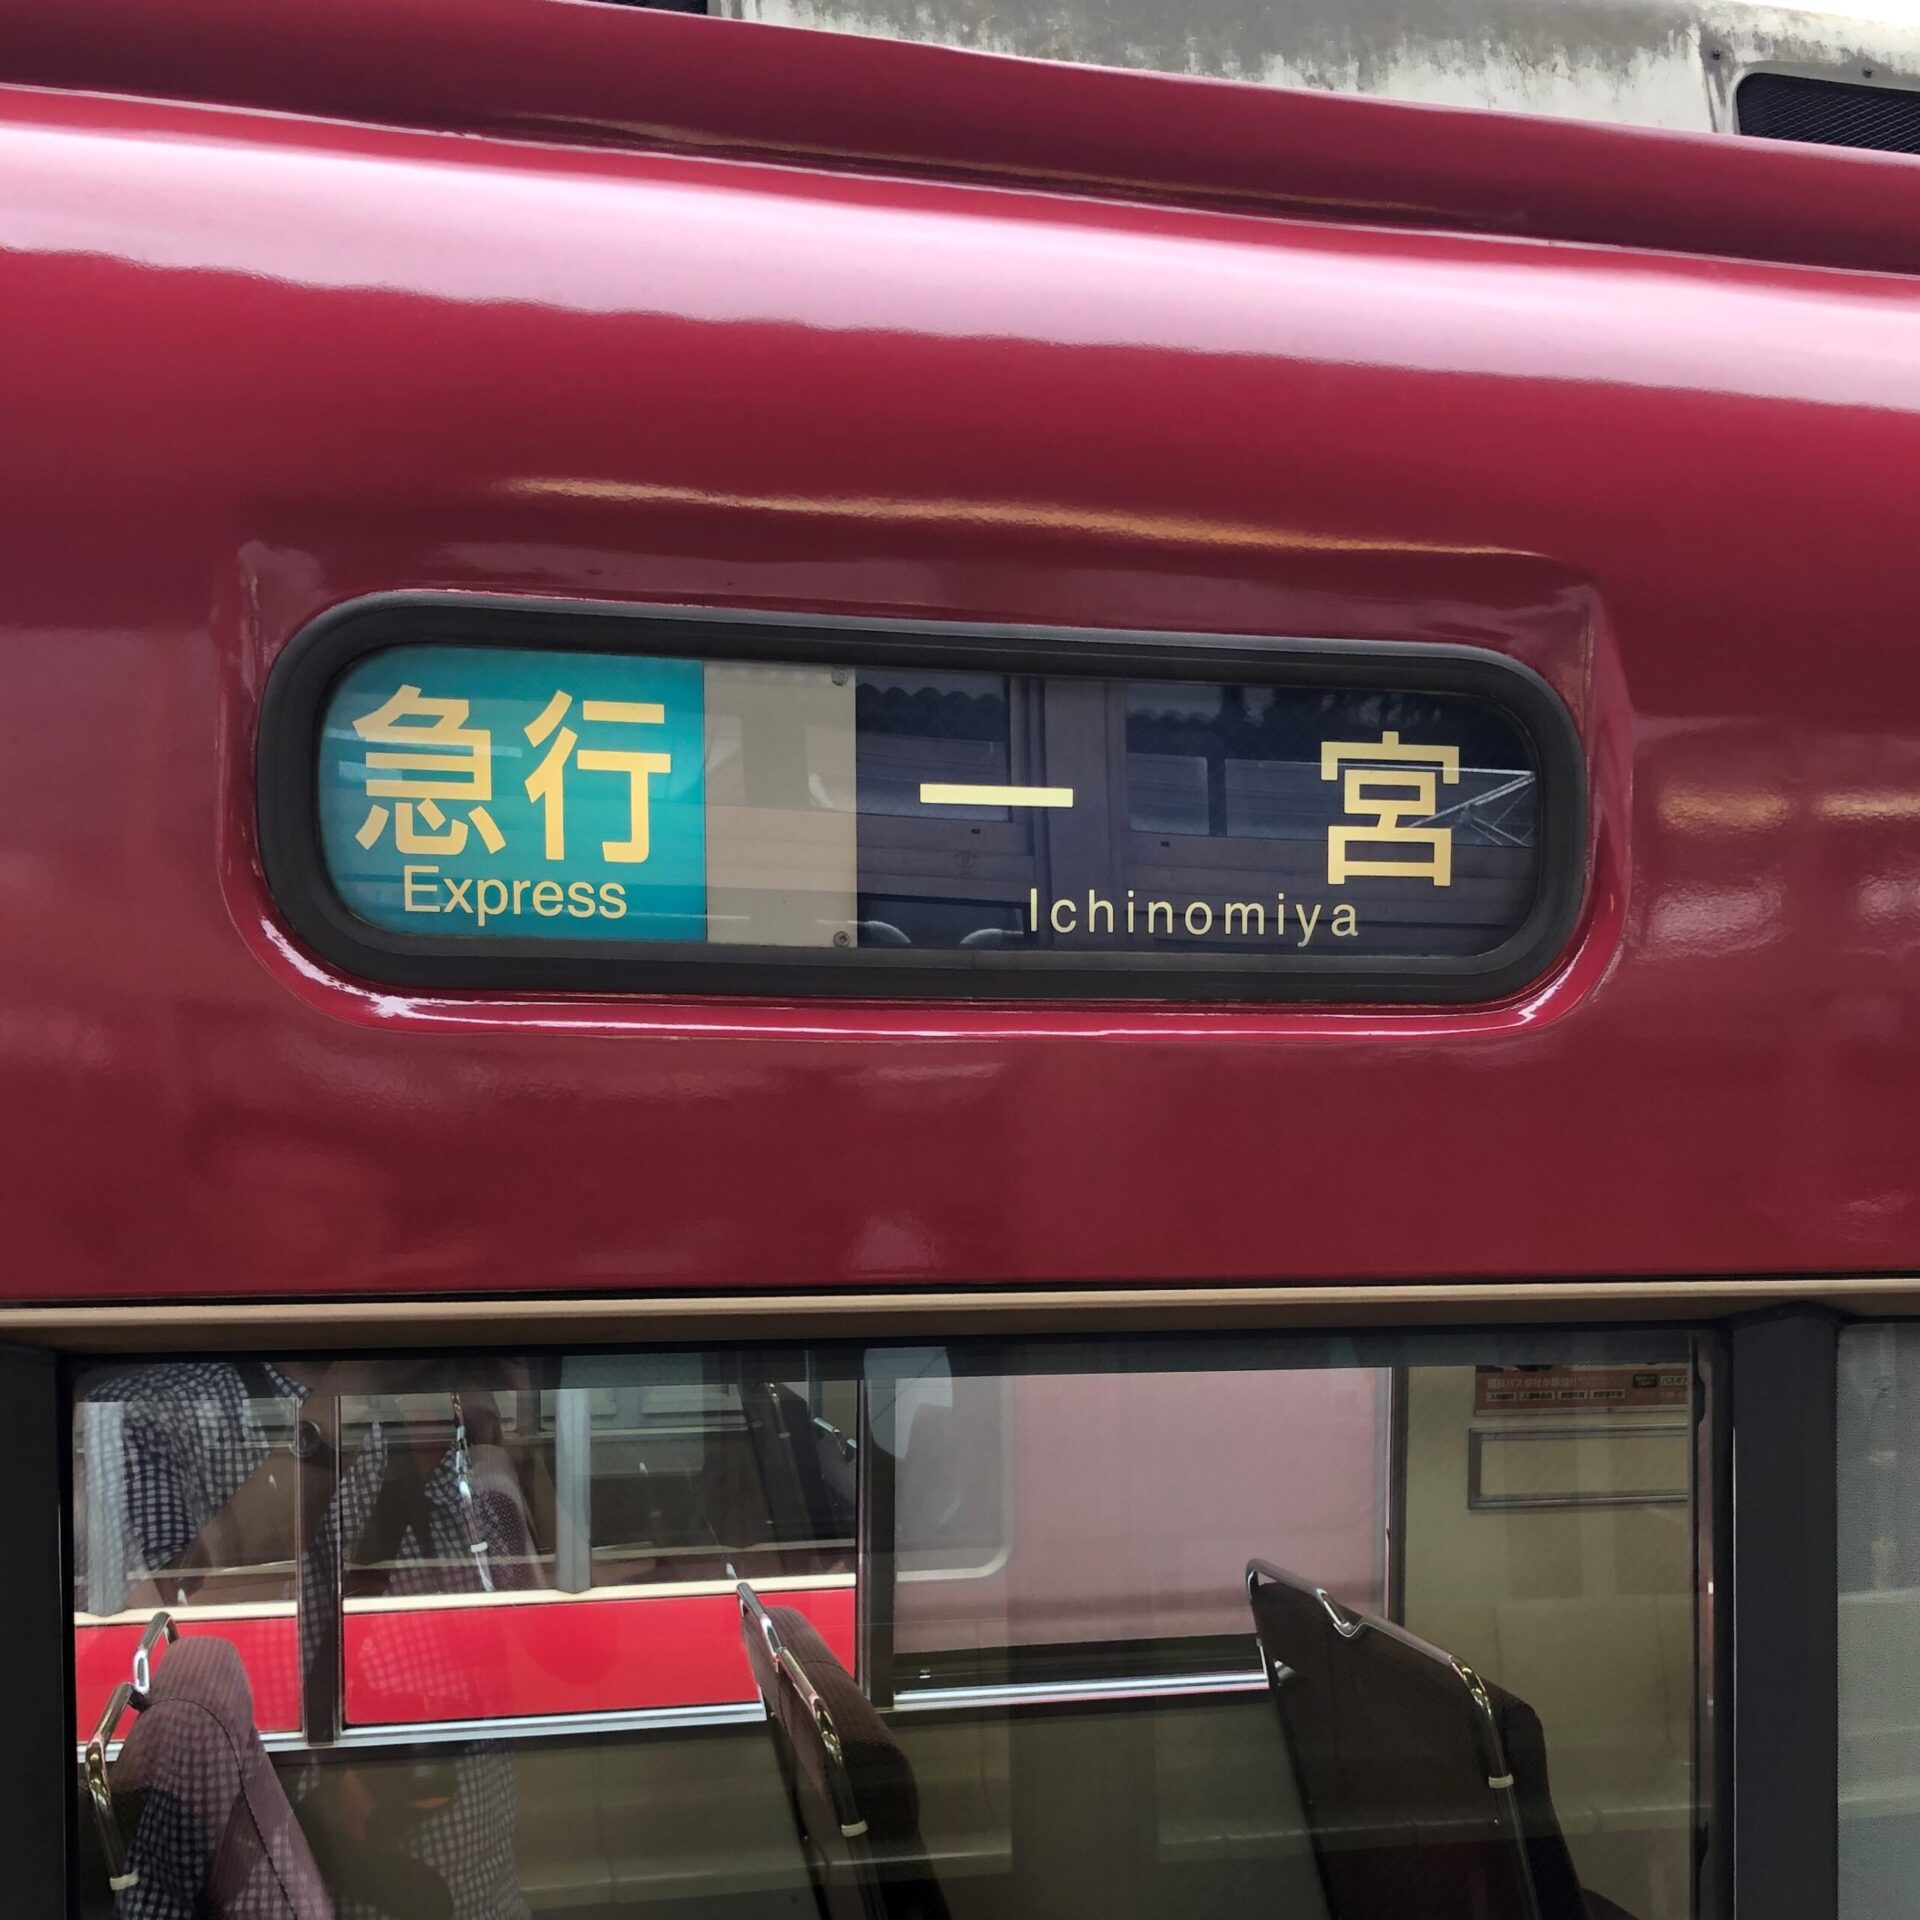 急行
Express
一宮
Ichinomiya